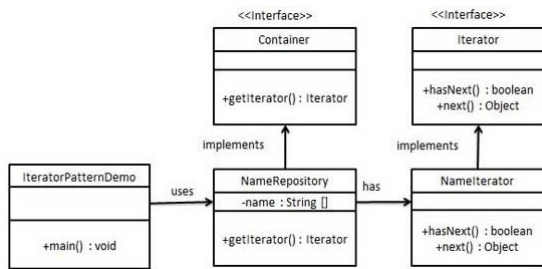 <<Interface>>
Container
+getIterator() : Iterator
<<Interface>>
Iterator
+hasNext() : boolean
+next() : Object
implements
implements
IteratorPatternDemo
+main() : void
uses
NameRepository
-name : String []
+getIterator() : Iterator
has
NameIterator
+hasNext() : boolean
+next() : Object